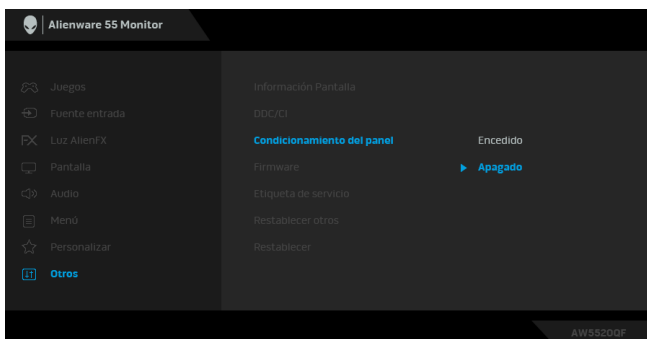 Alienware 55 Monitor
Juegos
Información Pantalla
Fuente entrada
DDC/CI
FX Luz AlienFX
Condicionamiento del panel
Encedido
Pantalla
Firmware
Apagado
Audio
Etiqueta de servicio
Menú
Restablecer otros
Personalizar
Restablecer
Otros
AW5520QF